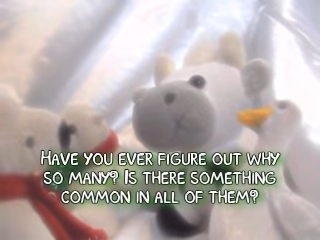 Have you ever figure out why
so many? Is there something
common in all of them?